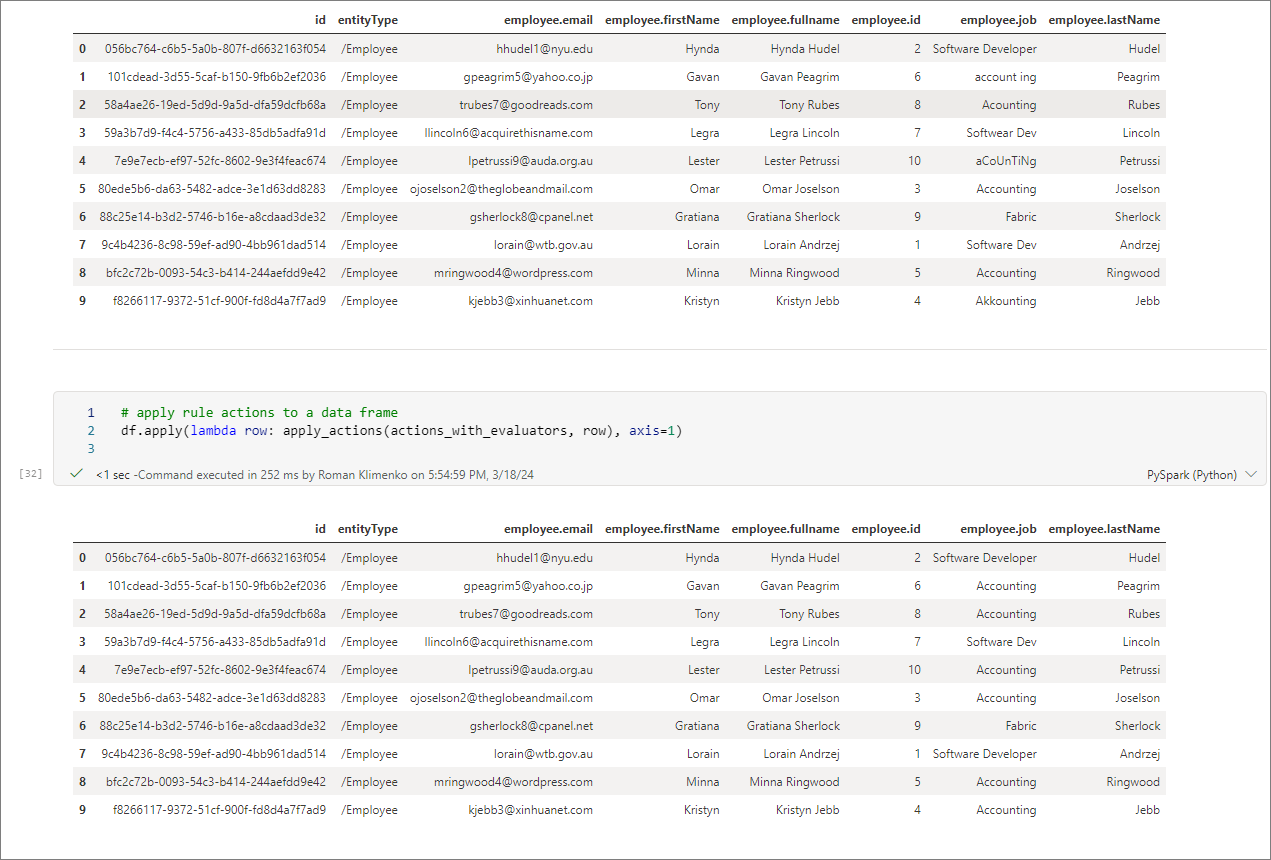 id entityType employee.email employee.firstName employee.fullname employee.id employee.job employee.lastName
0 056bc764-c6b5-5a0b-807f-d6632163f054 /Employee hhudel1@nyu.edu Hynda Hynda Hudel 2 Software Developer Hudel
1 101cdead-3d55-5caf-b150-9fb6b2ef2036 /Employee gpeagrim5@yahoo.co.jp Gavan Gavan Peagrim 6 account ing Peagrim
2 58a4ae26-19ed-5d9d-9a5d-dfa59dcfb68a /Employee trubes7@goodreads.com Tony Tony Rubes 8 Acounting Rubes
3 59a3b7d9-f4c4-5756-a433-85db5adfa91d /Employee llincoln6@acquirethisname.com Legra Legra Lincoln 7 Softwear Dev Lincoln
4 7e9e7ecb-ef97-52fc-8602-9e3f4feac674 /Employee lpetrussi9@auda.org.au Lester Lester Petrussi 10 aCoUnTiNg Petrussi
5 80ede5b6-da63-5482-adce-3e1d63dd8283 /Employee ojoselson2@theglobeandmail.com Omar Omar Joselson 3 Accounting Joselson
6 88c25e14-b3d2-5746-b16e-a8cdaad3de32 /Employee gsherlock8@cpanel.net Gratiana Gratiana Sherlock 9 Fabric Sherlock
7 9c4b4236-8c98-59ef-ad90-4bb961dad514 /Employee lorain@wtb.gov.au Lorain Lorain Andrzej 1 Software Dev Andrzej
8 bfc2c72b-0093-54c3-b414-244aefdd9e42 /Employee mringwood4@wordpress.com Minna Minna Ringwood 5 Accounting Ringwood
9 f8266117-9372-51cf-900f-fd8d4a7f7ad9 /Employee kjebb3@xinhuanet.com Kristyn Kristyn Jebb 4 Akkounting Jebb
1 # apply rule actions to a data frame
2 df.apply(lambda row: apply_actions(actions_with_evaluators, row), axis=1)
3
[32] <1 sec -Command executed in 252 ms by Roman Klimenko on 5:54:59 PM, 3/18/24 PySpark (Python)
id entityType employee.email employee.firstName employee.fullname employee.id employee.job employee.lastName
0 056bc764-c6b5-5a0b-807f-d6632163f054 /Employee hhudel1@nyu.edu Hynda Hynda Hudel 2 Software Developer Hudel
1 101cdead-3d55-5caf-b150-9fb6b2ef2036 /Employee gpeagrim5@yahoo.co.jp Gavan Gavan Peagrim 6 Accounting Peagrim
2 58a4ae26-19ed-5d9d-9a5d-dfa59dcfb68a /Employee trubes7@goodreads.com Tony Tony Rubes 8 Accounting Rubes
3 59a3b7d9-f4c4-5756-a433-85db5adfa91d /Employee llincoln6@acquirethisname.com Legra Legra Lincoln 7 Software Dev Lincoln
4 7e9e7ecb-ef97-52fc-8602-9e3f4feac674 /Employee lpetrussi9@auda.org.au Lester Lester Petrussi 10 Accounting Petrussi
5 80ede5b6-da63-5482-adce-3e1d63dd8283 /Employee ojoselson2@theglobeandmail.com Omar Omar Joselson 3 Accounting Joselson
6 88c25e14-b3d2-5746-b16e-a8cdaad3de32 /Employee gsherlock8@cpanel.net Gratiana Gratiana Sherlock 9 Fabric Sherlock
7 9c4b4236-8c98-59ef-ad90-4bb961dad514 /Employee lorain@wtb.gov.au Lorain Lorain Andrzej 1 Software Developer Andrzej
8 bfc2c72b-0093-54c3-b414-244aefdd9e42 /Employee mringwood4@wordpress.com Minna Minna Ringwood 5 Accounting Ringwood
9 f8266117-9372-51cf-900f-fd8d4a7f7ad9 /Employee kjebb3@xinhuanet.com Kristyn Kristyn Jebb 4 Accounting Jebb